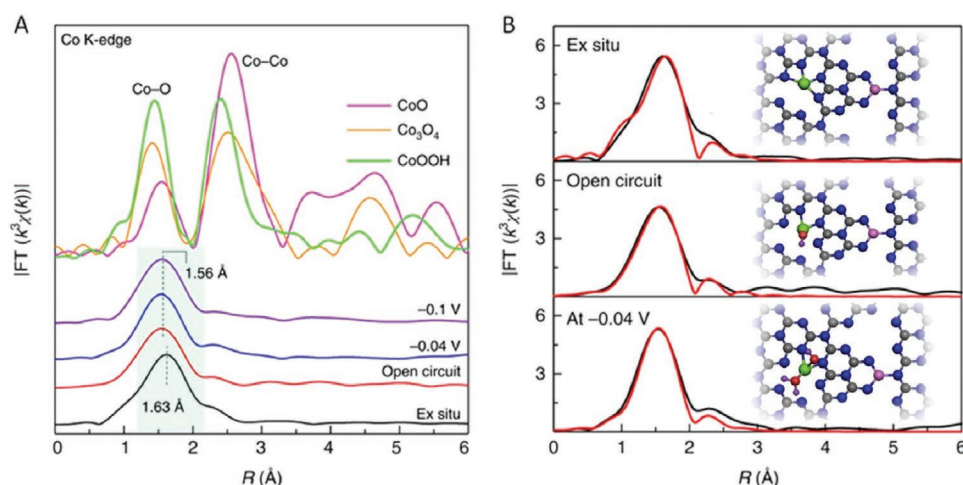 A
Co K-edge
Co–O
Co–Co
CoO
Co₃O₄
CoOOH
|FT (k³χ(k))|
1.56 Å
–0.1 V
–0.04 V
Open circuit
1.63 Å
Ex situ
0 1 2 3 4 5 6
R (Å)
B
6
Ex situ
3
6
Open circuit
3
6
At –0.04 V
3
|FT (k³χ(k))|
0 1 2 3 4 5 6
R (Å)